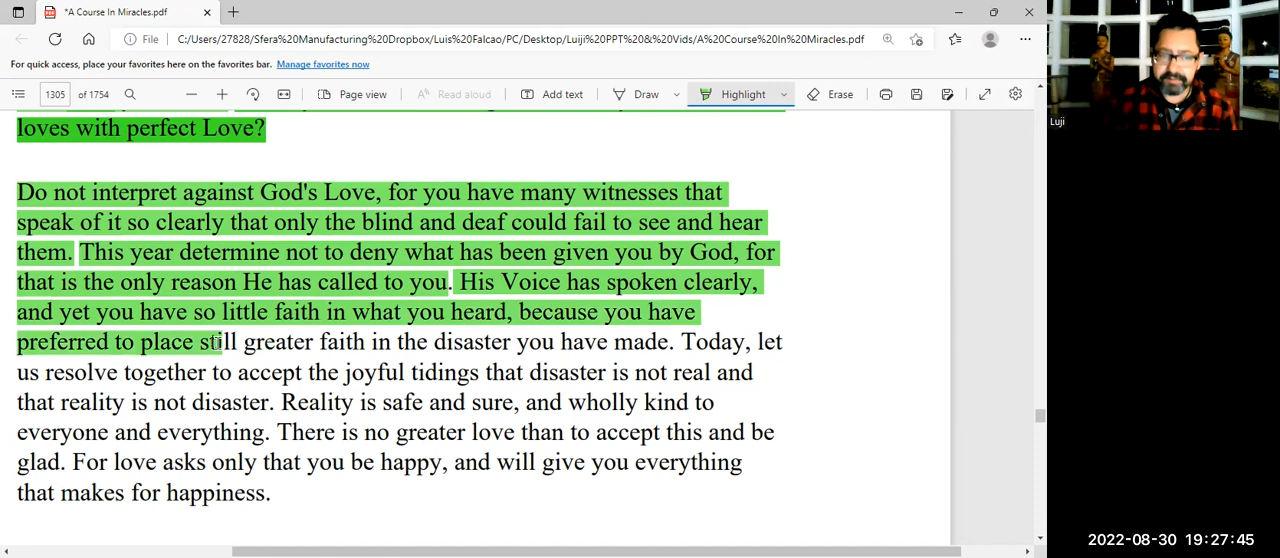 *A Course In Miracles.pdf
File
C:/Users/27828/Sfera%20Manufacturing%20Dropbox/Luis%20Falcao/PC/Desktop/Luiji%20PPT%20&%20Vids/A%20Course%20In%20Miracles.pdf
For quick access, place your favorites here on the favorites bar. Manage favorites now
1305 of 1754
Page view
Read aloud
Add text
Draw
Highlight
Erase
loves with perfect Love?
Do not interpret against God's Love, for you have many witnesses that
speak of it so clearly that only the blind and deaf could fail to see and hear
them. This year determine not to deny what has been given you by God, for
that is the only reason He has called to you. His Voice has spoken clearly,
and yet you have so little faith in what you heard, because you have
preferred to place still greater faith in the disaster you have made. Today, let
us resolve together to accept the joyful tidings that disaster is not real and
that reality is not disaster. Reality is safe and sure, and wholly kind to
everyone and everything. There is no greater love than to accept this and be
glad. For love asks only that you be happy, and will give you everything
that makes for happiness.
Luji
2022-08-30 19:27:45